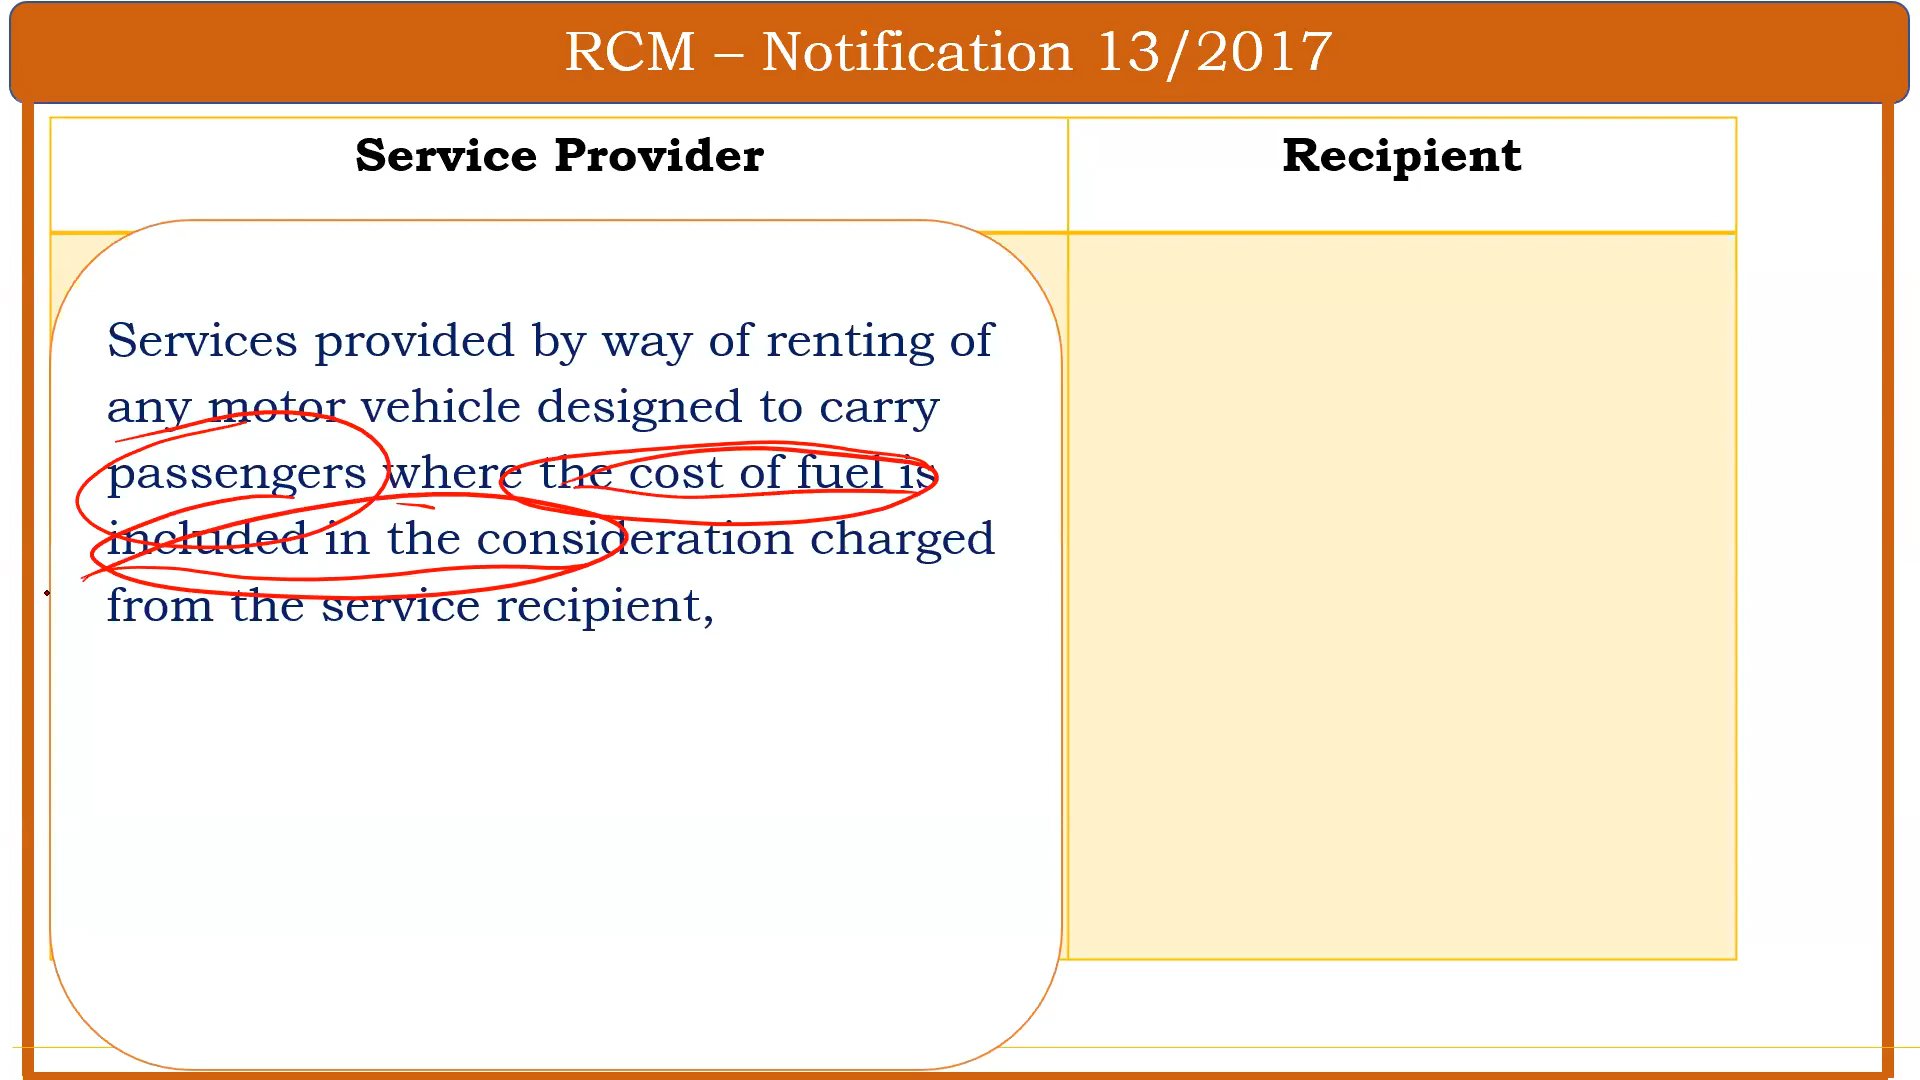 RCM – Notification 13/2017
Service Provider
Recipient
Services provided by way of renting of
any motor vehicle designed to carry
passengers where the cost of fuel is
included in the consideration charged
from the service recipient,